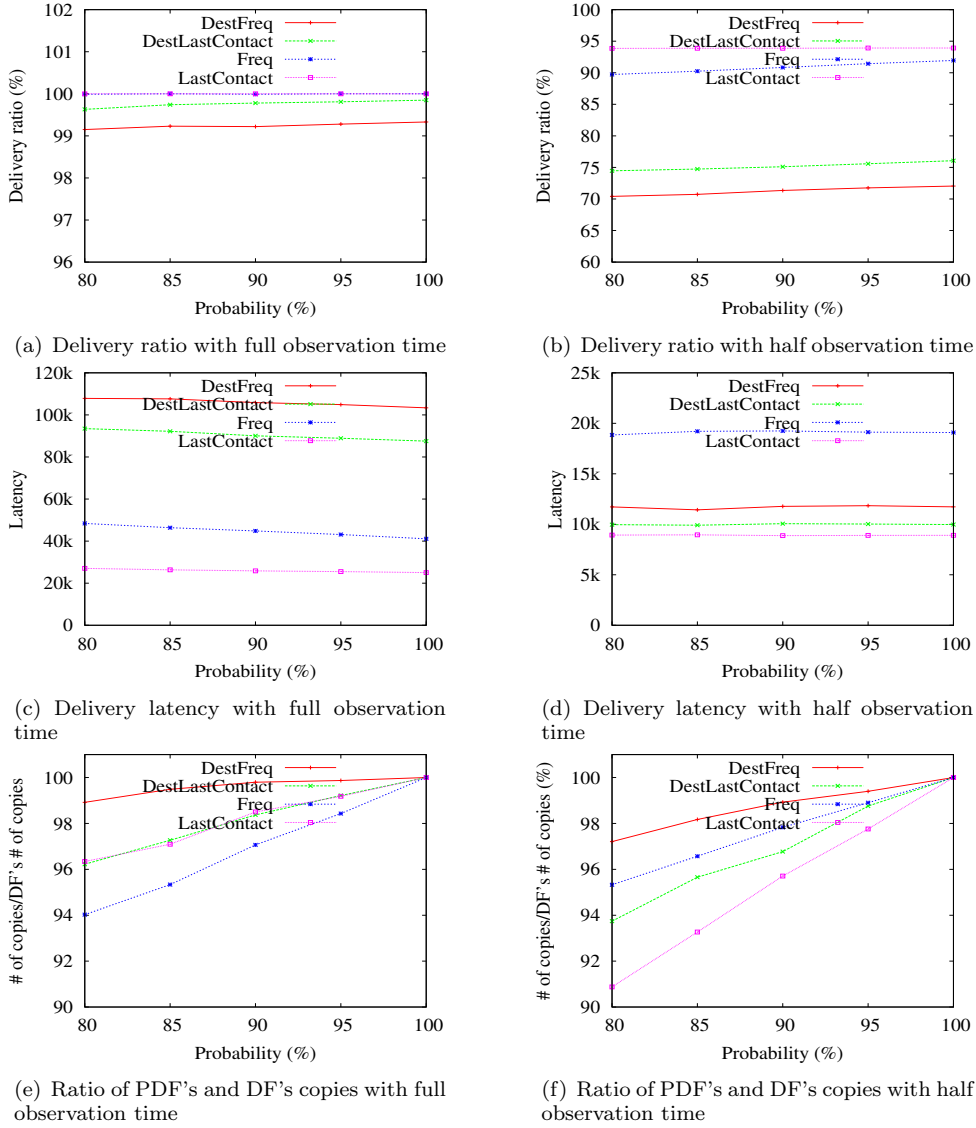 102
101
100
99
98
97
96
Delivery ratio (%)
DestFreq
DestLastContact
Freq
LastContact
80 85 90 95 100
Probability (%)
(a) Delivery ratio with full observation time
100
95
90
85
80
75
70
65
60
Delivery ratio (%)
DestFreq
DestLastContact
Freq
LastContact
80 85 90 95 100
Probability (%)
(b) Delivery ratio with half observation time
120k
100k
80k
60k
40k
20k
0
Latency
DestFreq
DestLastContact
Freq
LastContact
80 85 90 95 100
Probability (%)
(c) Delivery latency with full observation
time
25k
20k
15k
10k
5k
0
Latency
DestFreq
DestLastContact
Freq
LastContact
80 85 90 95 100
Probability (%)
(d) Delivery latency with half observation
time
100
98
96
94
92
90
# of copies/DF's # of copies
DestFreq
DestLastContact
Freq
LastContact
80 85 90 95 100
Probability (%)
(e) Ratio of PDF's and DF's copies with full
observation time
100
98
96
94
92
90
# of copies/DF's # of copies (%)
DestFreq
DestLastContact
Freq
LastContact
80 85 90 95 100
Probability (%)
(f) Ratio of PDF's and DF's copies with half
observation time